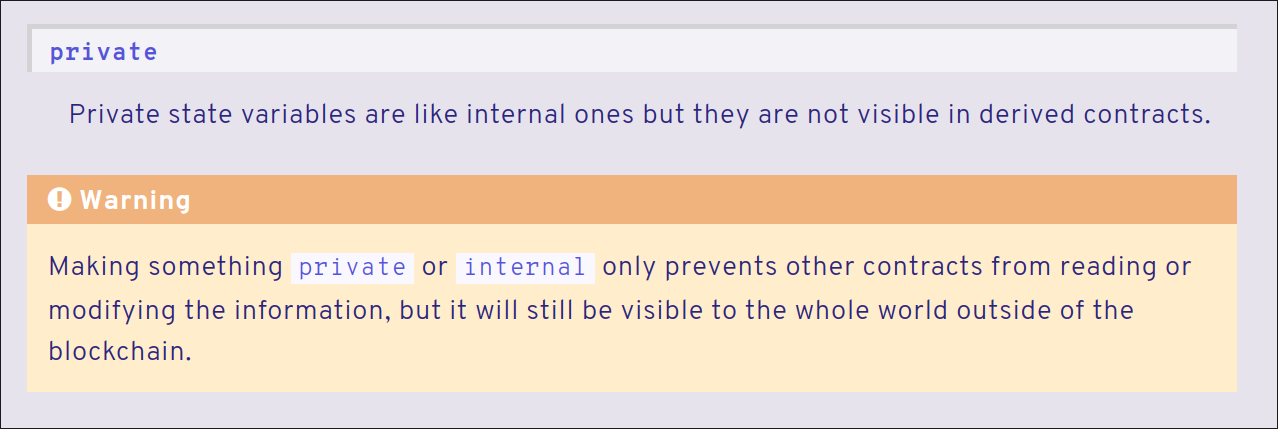 private
Private state variables are like internal ones but they are not visible in derived contracts.
Warning
Making something private or internal only prevents other contracts from reading or
modifying the information, but it will still be visible to the whole world outside of the
blockchain.